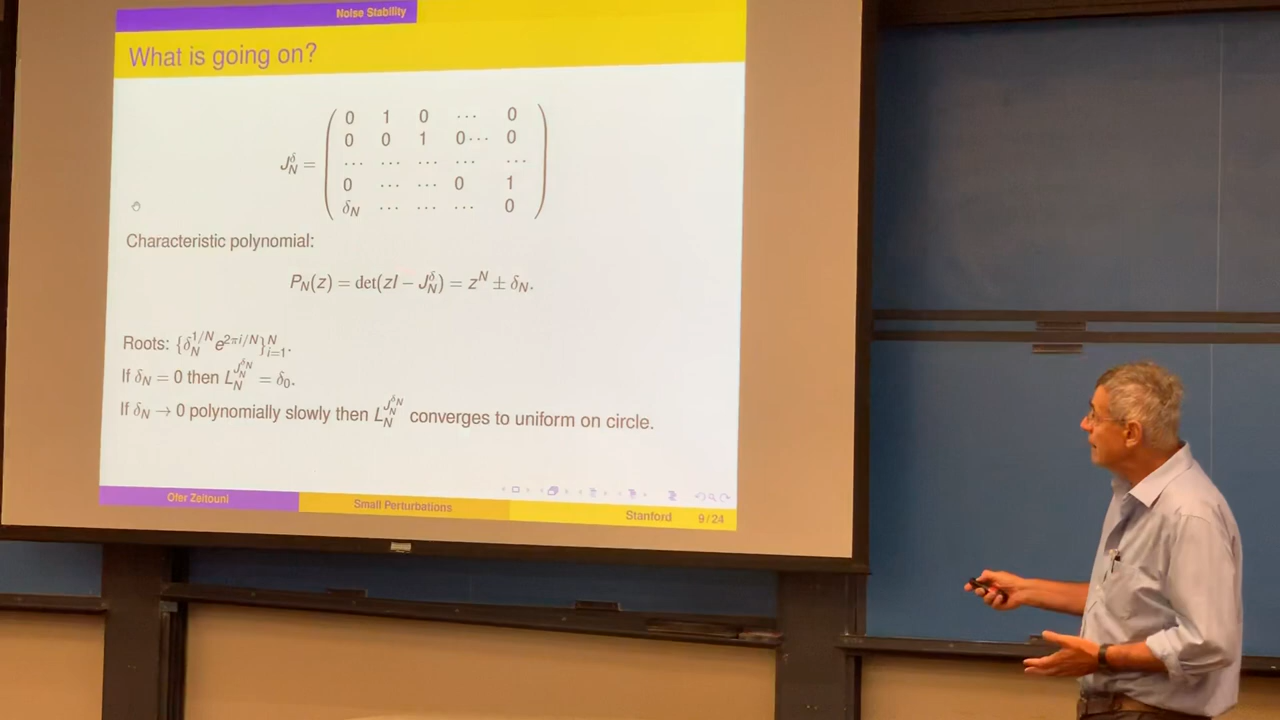 Noise Stability
What is going on?
J_N^δ = ( 0 1 0 ⋯ 0
0 0 1 0⋯ 0
⋯ ⋯ ⋯ ⋯ ⋯
0 ⋯ ⋯ 0 1
δ_N ⋯ ⋯ ⋯ 0 )
Characteristic polynomial:
P_N(z) = det(zI − J_N^δ) = z^N ± δ_N.
Roots: {δ_N^{1/N} e^{2πi/N}}_{i=1}^N.
If δ_N = 0 then L_N^{J_N^{δ_N}} = δ_0.
If δ_N → 0 polynomially slowly then L_N^{J_N^{δ_N}} converges to uniform on circle.
Ofer Zeitouni Small Perturbations Stanford 9/24